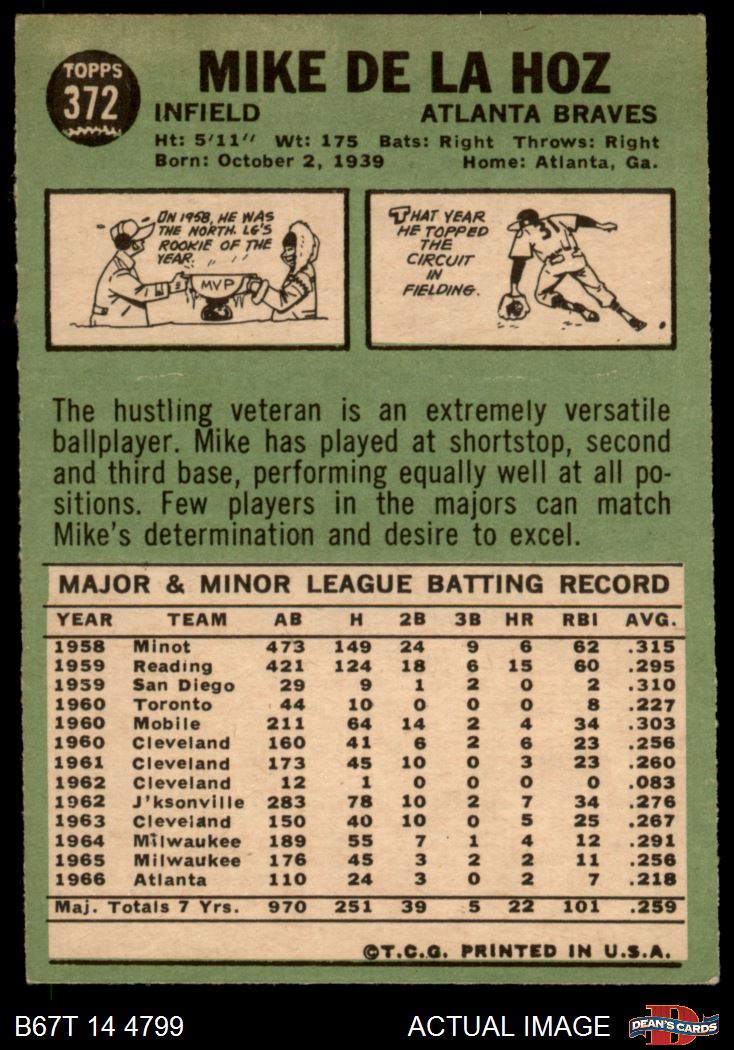 TOPPS
372
MIKE DE LA HOZ
INFIELD ATLANTA BRAVES
Ht: 5'11" Wt: 175 Bats: Right Throws: Right
Born: October 2, 1939 Home: Atlanta, Ga.
ON 1958, HE WAS
THE NORTH. LG'S
ROOKIE OF THE
YEAR.
MVP
THAT YEAR
HE TOPPED
THE
CIRCUIT
IN
FIELDING.
31
The hustling veteran is an extremely versatile
ballplayer. Mike has played at shortstop, second
and third base, performing equally well at all po-
sitions. Few players in the majors can match
Mike's determination and desire to excel.
MAJOR & MINOR LEAGUE BATTING RECORD
YEAR TEAM AB H 2B 3B HR RBI AVG.
1958 Minot 473 149 24 9 6 62 .315
1959 Reading 421 124 18 6 15 60 .295
1959 San Diego 29 9 1 2 0 2 .310
1960 Toronto 44 10 0 0 0 8 .227
1960 Mobile 211 64 14 2 4 34 .303
1960 Cleveland 160 41 6 2 6 23 .256
1961 Cleveland 173 45 10 0 3 23 .260
1962 Cleveland 12 1 0 0 0 0 .083
1962 J'ksonville 283 78 10 2 7 34 .276
1963 Cleveland 150 40 10 0 5 25 .267
1964 Milwaukee 189 55 7 1 4 12 .291
1965 Milwaukee 176 45 3 2 2 11 .256
1966 Atlanta 110 24 3 0 2 7 .218
Maj. Totals 7 Yrs. 970 251 39 5 22 101 .259
©T.C.G. PRINTED IN U.S.A.
B67T 14 4799 ACTUAL IMAGE D DEAN'S CARDS